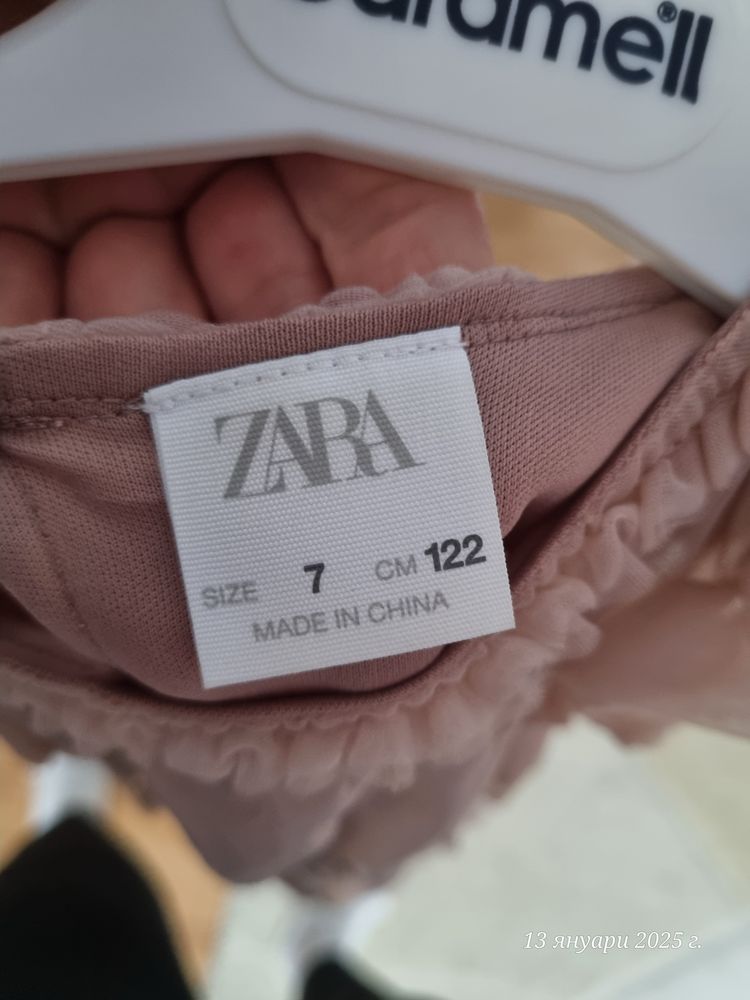 ZARA
SIZE 7 CM 122
MADE IN CHINA
13 януари 2025 г.